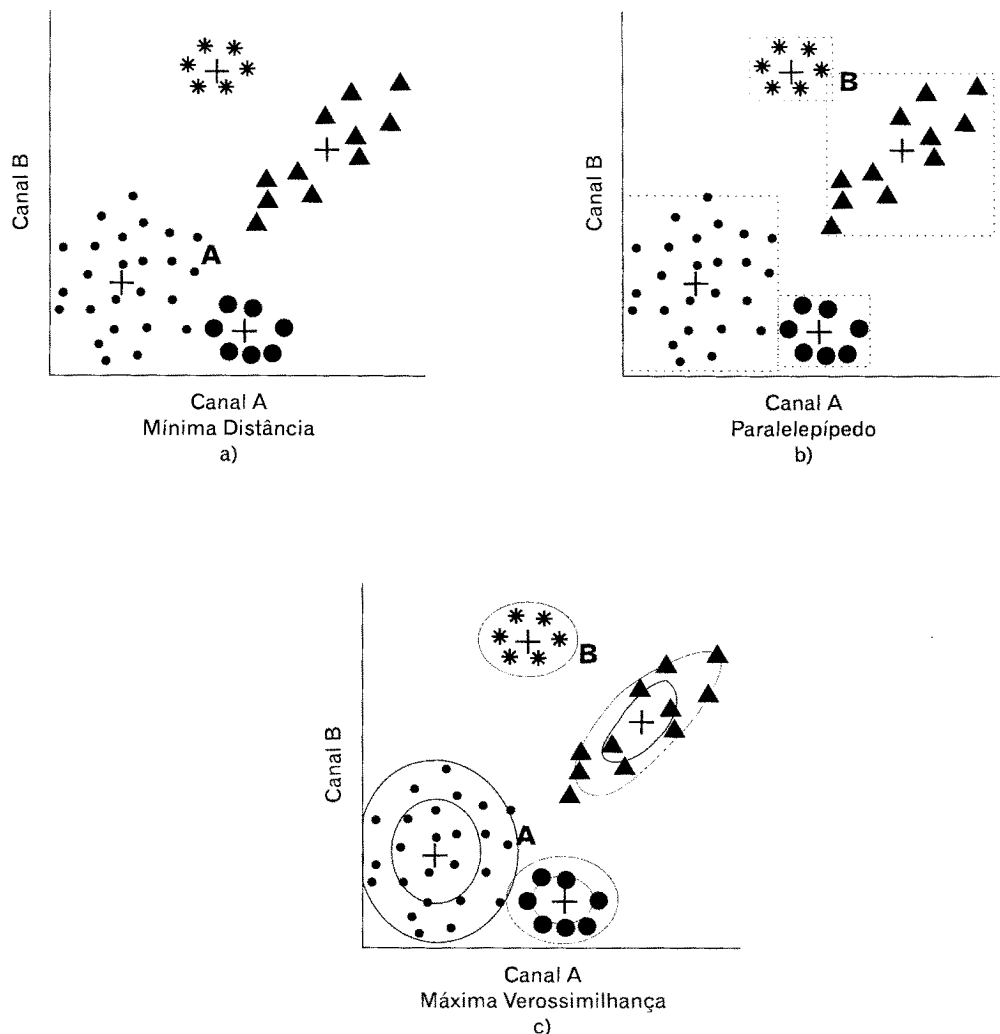 Canal B
A
Canal A
Mínima Distância
a)
Canal B
B
Canal A
Paralelepípedo
b)
Canal B
B
A
Canal A
Máxima Verossimilhança
c)